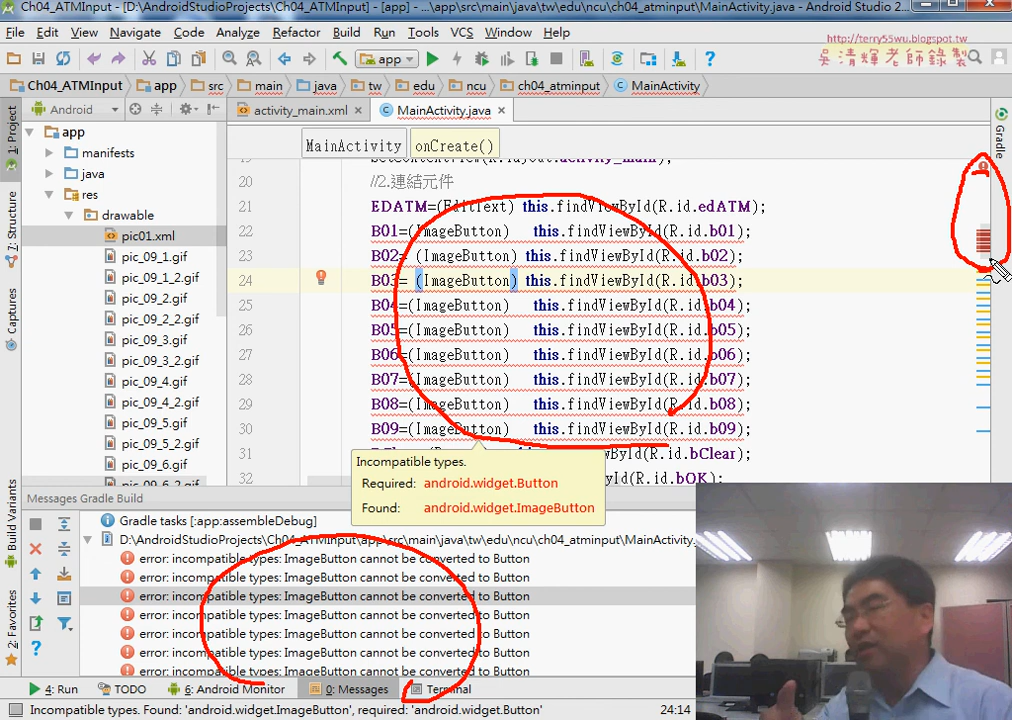 Ch04_ATMInput - [D:\AndroidStudioProjects\Ch04_ATMInput] - [app] - ...\app\src\main\java\tw\edu\ncu\ch04_atminput\MainActivity.java - Android Studio 2...
File Edit View Navigate Code Analyze Refactor Build Run Tools VCS Window Help
http://terry55wu.blogspot.tw
吳清輝老師錄製
app
Ch04_ATMInput app src main java tw edu ncu ch04_atminput MainActivity
1: Project
Android
activity_main.xml
MainActivity.java
Gradle
MainActivity
onCreate()
app
manifests
java
res
drawable
pic01.xml
pic_09_1.gif
pic_09_1_2.gif
pic_09_2.gif
pic_09_2_2.gif
pic_09_3.gif
pic_09_3_2.gif
pic_09_4.gif
pic_09_4_2.gif
pic_09_5.gif
pic_09_5_2.gif
pic_09_6.gif
7: Structure
Captures
Build Variants
2: Favorites
20 //2.連結元件
21 EDATM=(EditText) this.findViewById(R.id.edATM);
22 B01=(ImageButton) this.findViewById(R.id.b01);
23 B02= (ImageButton) this.findViewById(R.id.b02);
24 B03= (ImageButton) this.findViewById(R.id.b03);
25 B04=(ImageButton) this.findViewById(R.id.b04);
26 B05=(ImageButton) this.findViewById(R.id.b05);
27 B06=(ImageButton) this.findViewById(R.id.b06);
28 B07=(ImageButton) this.findViewById(R.id.b07);
29 B08=(ImageButton) this.findViewById(R.id.b08);
30 B09=(ImageButton) this.findViewById(R.id.b09);
31 .bClear);
32 .bOK);
Incompatible types.
Required: android.widget.Button
Found: android.widget.ImageButton
Messages Gradle Build
Gradle tasks [:app:assembleDebug]
D:\AndroidStudioProjects\Ch04_ATMInput\app\src\main\java\tw\edu\ncu\ch04_atminput\MainActivity.
error: incompatible types: ImageButton cannot be converted to Button
error: incompatible types: ImageButton cannot be converted to Button
error: incompatible types: ImageButton cannot be converted to Button
error: incompatible types: ImageButton cannot be converted to Button
error: incompatible types: ImageButton cannot be converted to Button
error: incompatible types: ImageButton cannot be converted to Button
error: incompatible types: ImageButton cannot be converted to Button
4: Run TODO 6: Android Monitor 0: Messages Terminal
Incompatible types. Found: 'android.widget.ImageButton', required: 'android.widget.Button'
24:14